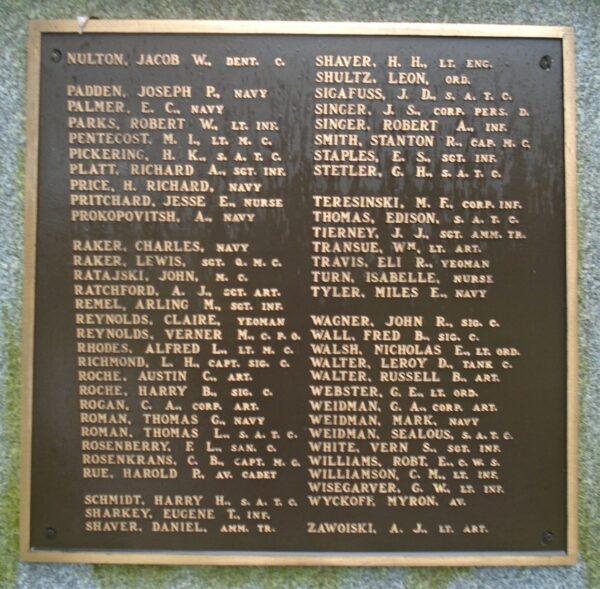 NULTON, JACOB W., DENT. C.
PADDEN, JOSEPH P., NAVY
PALMER, E. C., NAVY
PARKS, ROBERT W., LT. INF.
PENTECOST, M. I., LT. M. C.
PICKERING, H. K., S. A. T. C.
PLATT, RICHARD A., SGT. INF.
PRICE, H. RICHARD, NAVY
PRITCHARD, JESSE E., NURSE
PROKOPOVITSH, A., NAVY
RAKER, CHARLES, NAVY
RAKER, LEWIS, SGT. Q. M. C.
RATAJSKI, JOHN, M. C.
RATCHFORD, A. J., SGT. ART.
REMEL, ARLING M., SGT. INF.
REYNOLDS, CLAIRE, YEOMAN
REYNOLDS, VERNER M., C. P. O.
RHODES, ALFRED L., LT. M. C.
RICHMOND, L. H., CAPT. SIG. C.
ROCHE, AUSTIN C., ART.
ROCHE, HARRY B., SIG. C.
ROGAN, C. A., CORP. ART.
ROMAN, THOMAS G., NAVY
ROMAN, THOMAS L., S. A. T. C.
ROSENBERRY, F. L., SAN. C.
ROSENKRANS, C. B., CAPT. M. C.
RUE, HAROLD P., AV. CADET
SCHMIDT, HARRY H., S. A. T. C.
SHARKEY, EUGENE T., INF.
SHAVER, DANIEL, AMM. TR.
SHAVER, H. H., LT. ENG.
SHULTZ, LEON, ORD.
SIGAFUSS, J. D., S. A. T. C.
SINGER, J. S., CORP. PERS. D.
SINGER, ROBERT A., INF.
SMITH, STANTON R., CAP. M. C.
STAPLES, E. S., SGT. INF.
STETLER, G. H., S. A. T. C.
TERESINSKI, M. F., CORP. INF.
THOMAS, EDISON, S. A. T. C.
TIERNEY, J. J., SGT. AMM. TR.
TRANSUE, WM., LT. ART.
TRAVIS, ELI R., YEOMAN
TURN, ISABELLE, NURSE
TYLER, MILES E., NAVY
WAGNER, JOHN R., SIG. C.
WALL, FRED B., SIG. C.
WALSH, NICHOLAS E., LT. ORD.
WALTER, LEROY D., TANK C.
WALTER, RUSSELL B., ART.
WEBSTER, G. E., LT. ORD.
WEIDMAN, G. A., CORP. ART.
WEIDMAN, MARK, NAVY
WEIDMAN, SEALOUS, S. A. T. C.
WHITE, VERN S., SGT. INF.
WILLIAMS, ROBT. E., C. W. S.
WILLIAMSON, C. M., LT. INF.
WISEGARVER, G. W., LT. INF.
WYCKOFF, MYRON, AV.
ZAWOISKI, A. J., LT. ART.